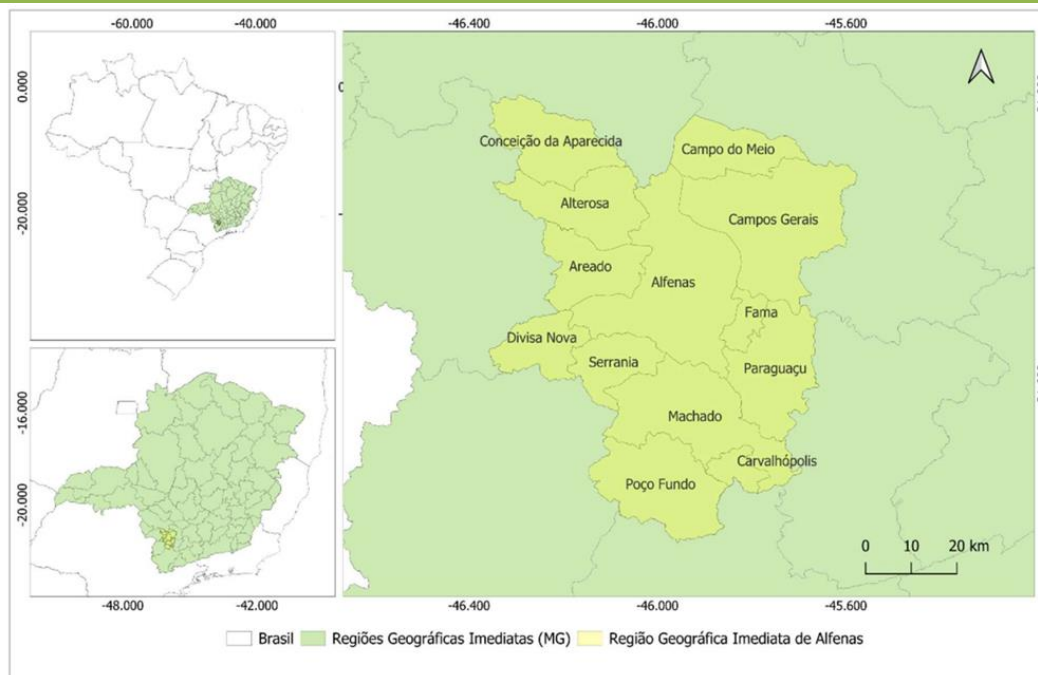 -60.000 -40.000
0.000
-20.000
-16.000
-20.000
-48.000 -42.000
-46.400 -46.000 -45.600
Conceição da Aparecida
Campo do Meio
Alterosa
Campos Gerais
Areado
Alfenas
Fama
Divisa Nova
Serrania
Paraguaçu
Machado
Carvalhópolis
Poço Fundo
0 10 20 km
-46.400 -46.000 -45.600
Brasil Regiões Geográficas Imediatas (MG) Região Geográfica Imediata de Alfenas